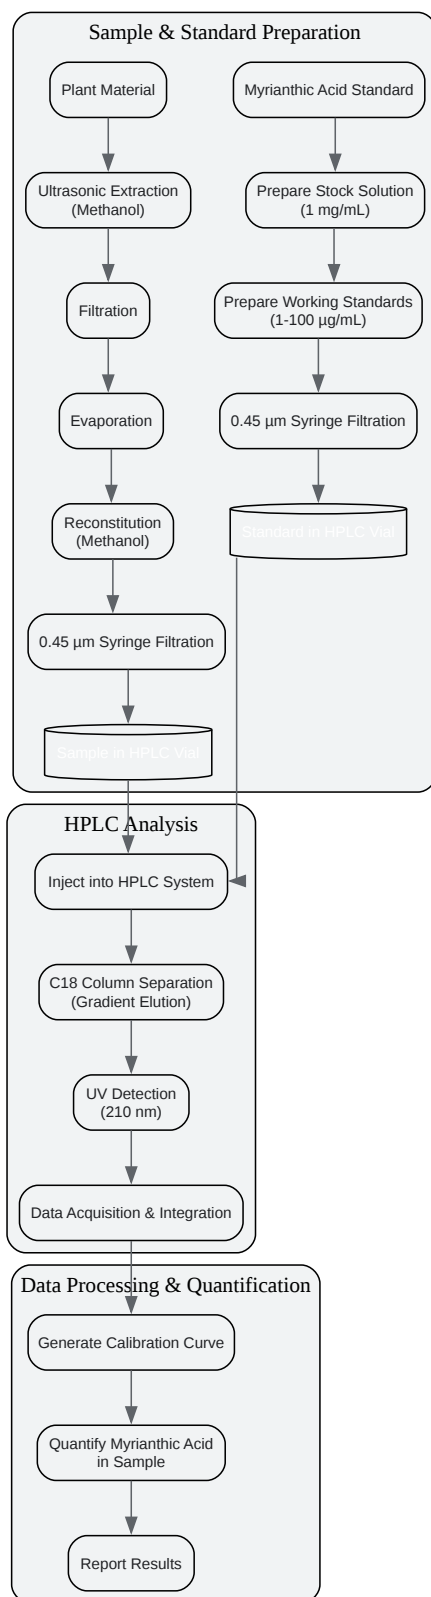 Sample & Standard Preparation
Plant Material
Myrianthic Acid Standard
Ultrasonic Extraction
(Methanol)
Prepare Stock Solution
(1 mg/mL)
Filtration
Prepare Working Standards
(1-100 µg/mL)
Evaporation
0.45 µm Syringe Filtration
Reconstitution
(Methanol)
Standard in HPLC Vial
0.45 µm Syringe Filtration
Sample in HPLC Vial
HPLC Analysis
Inject into HPLC System
C18 Column Separation
(Gradient Elution)
UV Detection
(210 nm)
Data Acquisition & Integration
Data Processing & Quantification
Generate Calibration Curve
Quantify Myrianthic Acid
in Sample
Report Results